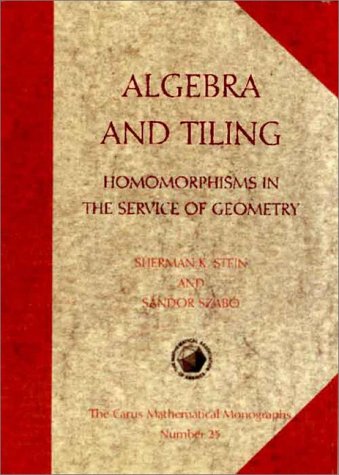 ALGEBRA
AND TILING
HOMOMORPHISMS IN
THE SERVICE OF GEOMETRY
SHERMAN K. STEIN
AND
SÁNDOR SZABÓ
The Carus Mathematical Monographs
Number 25